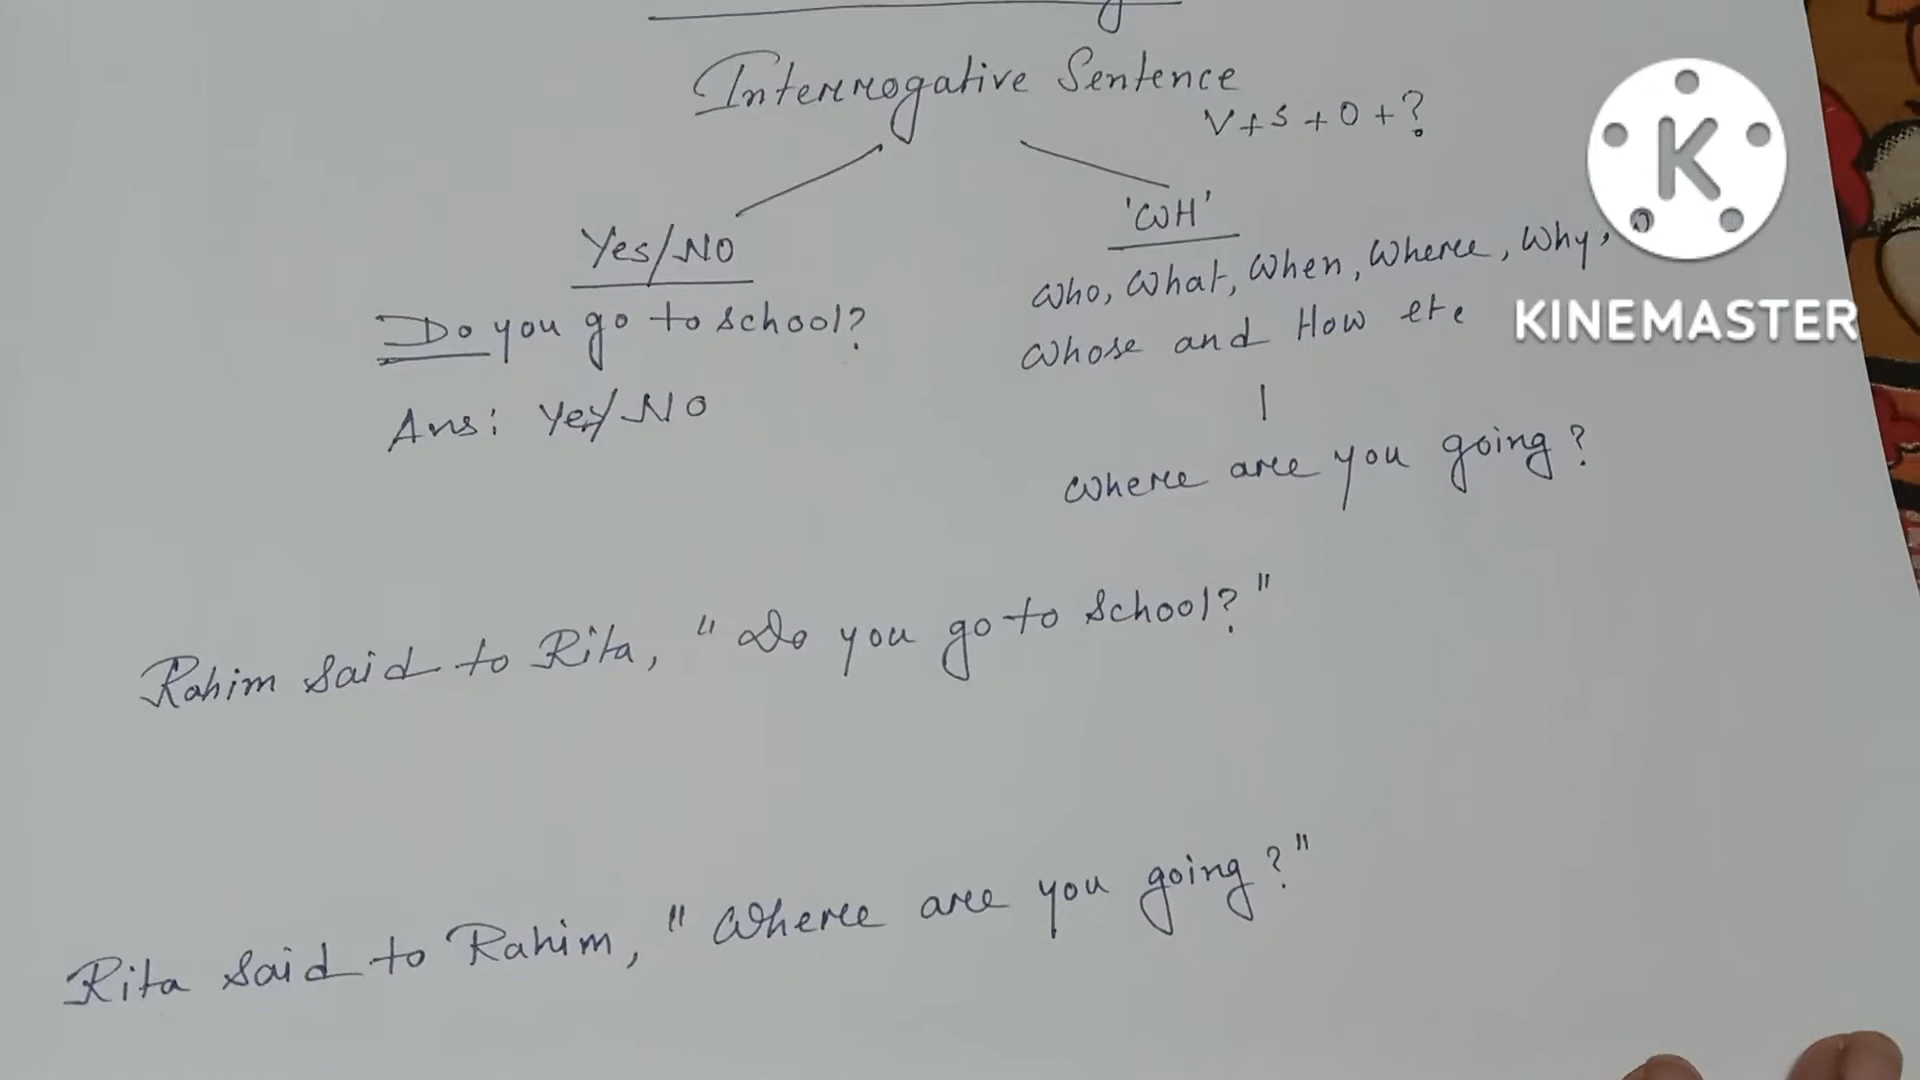 Interrogative Sentence
V+S+O+?
Yes/NO
Do you go to school?
Ans: Yes/NO
'WH'
Who, What, When, Where, Why,
Whose and How etc
Where are you going?
Rahim Said to Rita, "Do you go to School?"
Rita Said to Rahim, "Where are you going?"
K
KINEMASTER